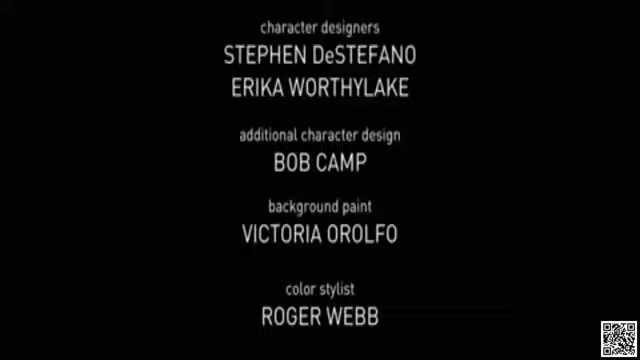 character designers
STEPHEN DeSTEFANO
ERIKA WORTHYLAKE
additional character design
BOB CAMP
background paint
VICTORIA OROLFO
color stylist
ROGER WEBB